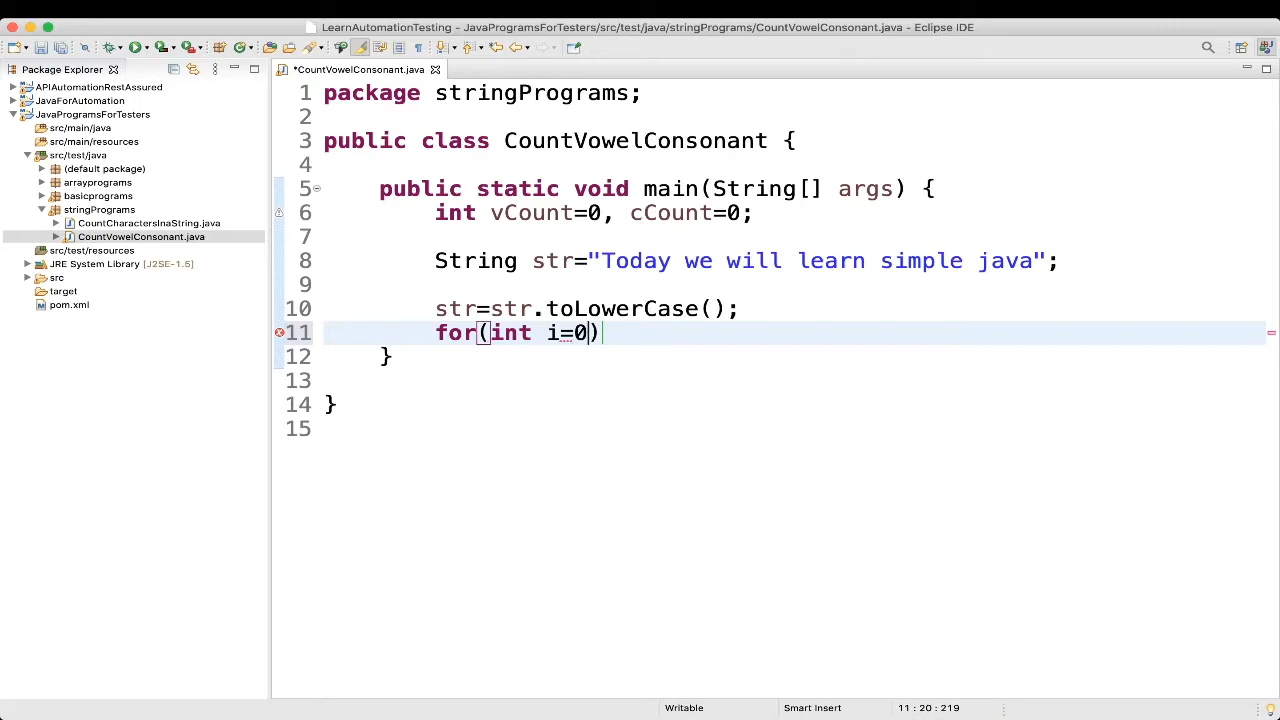 LearnAutomationTesting - JavaProgramsForTesters/src/test/java/stringPrograms/CountVowelConsonant.java - Eclipse IDE
Package Explorer
APIAutomationRestAssured
JavaForAutomation
JavaProgramsForTesters
src/main/java
src/main/resources
src/test/java
(default package)
arrayprograms
basicprograms
stringPrograms
CountCharactersInaString.java
CountVowelConsonant.java
src/test/resources
JRE System Library [J2SE-1.5]
src
target
pom.xml
*CountVowelConsonant.java
1 package stringPrograms;
2
3 public class CountVowelConsonant {
4
5 public static void main(String[] args) {
6 int vCount=0, cCount=0;
7
8 String str="Today we will learn simple java";
9
10 str=str.toLowerCase();
11 for(int i=0)
12 }
13
14 }
15
Writable
Smart Insert
11 : 20 : 219